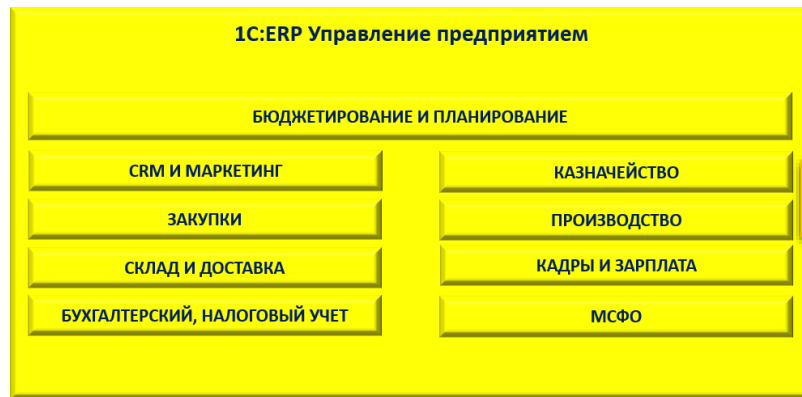 1С:ERP Управление предприятием
БЮДЖЕТИРОВАНИЕ И ПЛАНИРОВАНИЕ
CRM И МАРКЕТИНГ
КАЗНАЧЕЙСТВО
ЗАКУПКИ
ПРОИЗВОДСТВО
СКЛАД И ДОСТАВКА
КАДРЫ И ЗАРПЛАТА
БУХГАЛТЕРСКИЙ, НАЛОГОВЫЙ УЧЕТ
МСФО